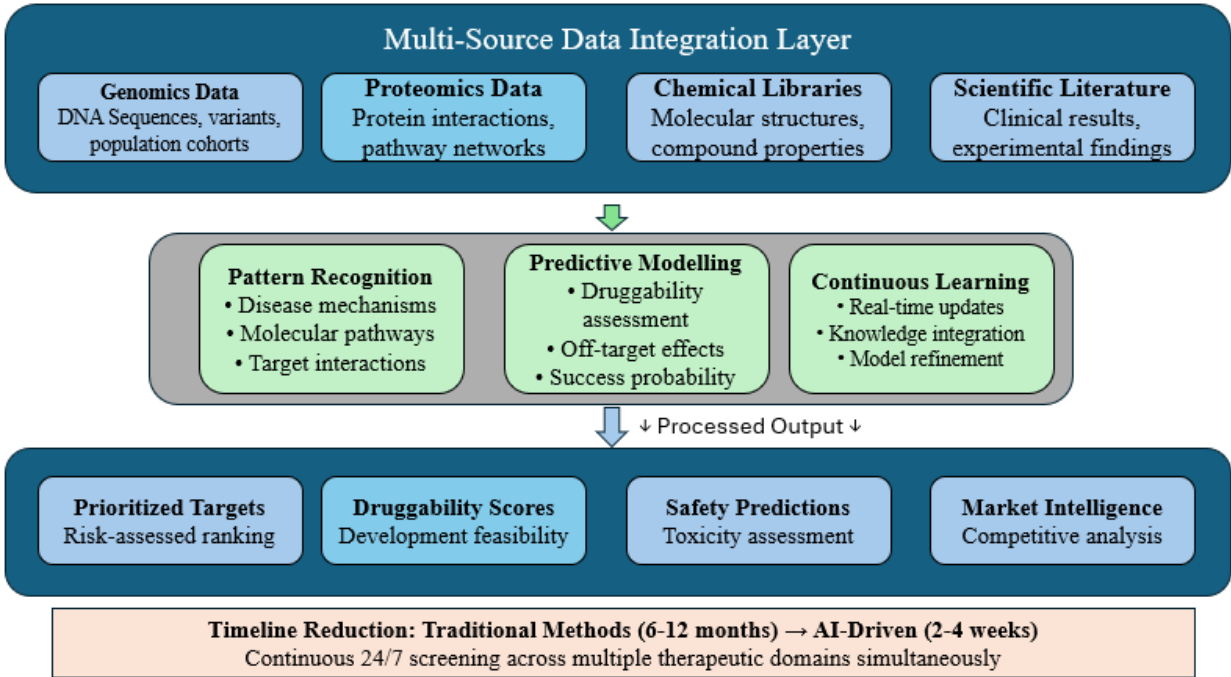 Multi-Source Data Integration Layer
Genomics Data
DNA Sequences, variants,
population cohorts
Proteomics Data
Protein interactions,
pathway networks
Chemical Libraries
Molecular structures,
compound properties
Scientific Literature
Clinical results,
experimental findings
Pattern Recognition
• Disease mechanisms
• Molecular pathways
• Target interactions
Predictive Modelling
• Druggability
assessment
• Off-target effects
• Success probability
Continuous Learning
• Real-time updates
• Knowledge integration
• Model refinement
↓ Processed Output ↓
Prioritized Targets
Risk-assessed ranking
Druggability Scores
Development feasibility
Safety Predictions
Toxicity assessment
Market Intelligence
Competitive analysis
Timeline Reduction: Traditional Methods (6-12 months) → AI-Driven (2-4 weeks)
Continuous 24/7 screening across multiple therapeutic domains simultaneously